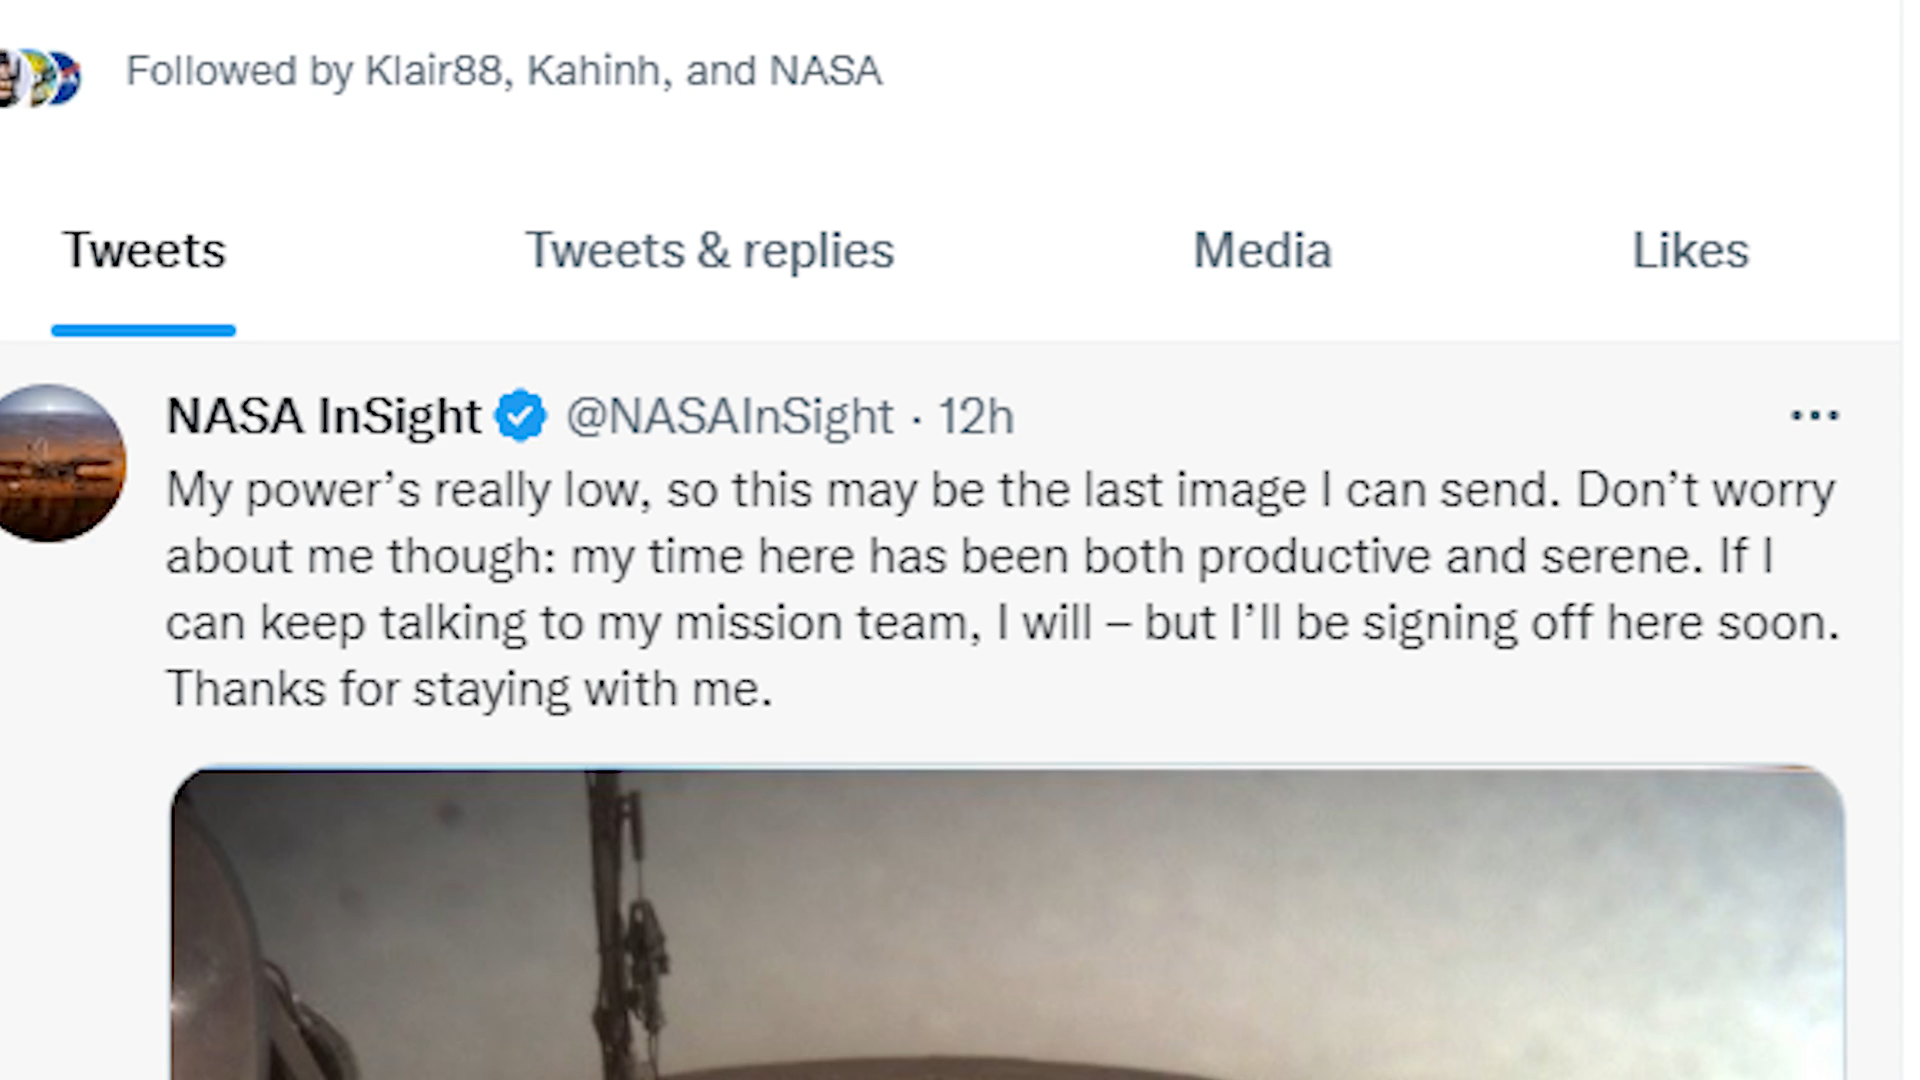 Followed by Klair88, Kahinh, and NASA
Tweets Tweets & replies Media Likes
NASA InSight @NASAInSight · 12h
My power’s really low, so this may be the last image I can send. Don’t worry
about me though: my time here has been both productive and serene. If I
can keep talking to my mission team, I will – but I’ll be signing off here soon.
Thanks for staying with me.